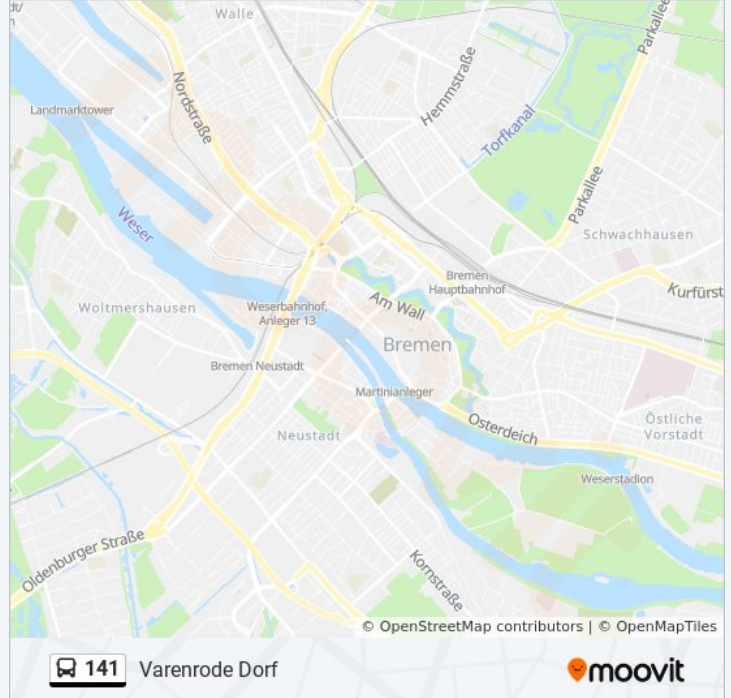 dt/
n
Walle
Parkallee
Nordstraße
Hemmstraße
Landmarktower
Torfkanal
Parkallee
Weser
Schwachhausen
Bremen
Hauptbahnhof
Kurfürst
Woltmershausen
Weserbahnhof,
Anleger 13
Am Wall
Bremen
Bremen Neustadt
Martinianleger
Neustadt
Osterdeich
Östliche
Vorstadt
Weserstadion
Oldenburger Straße
Kornstraße
© OpenStreetMap contributors | © OpenMapTiles
141 Varenrode Dorf
moovit